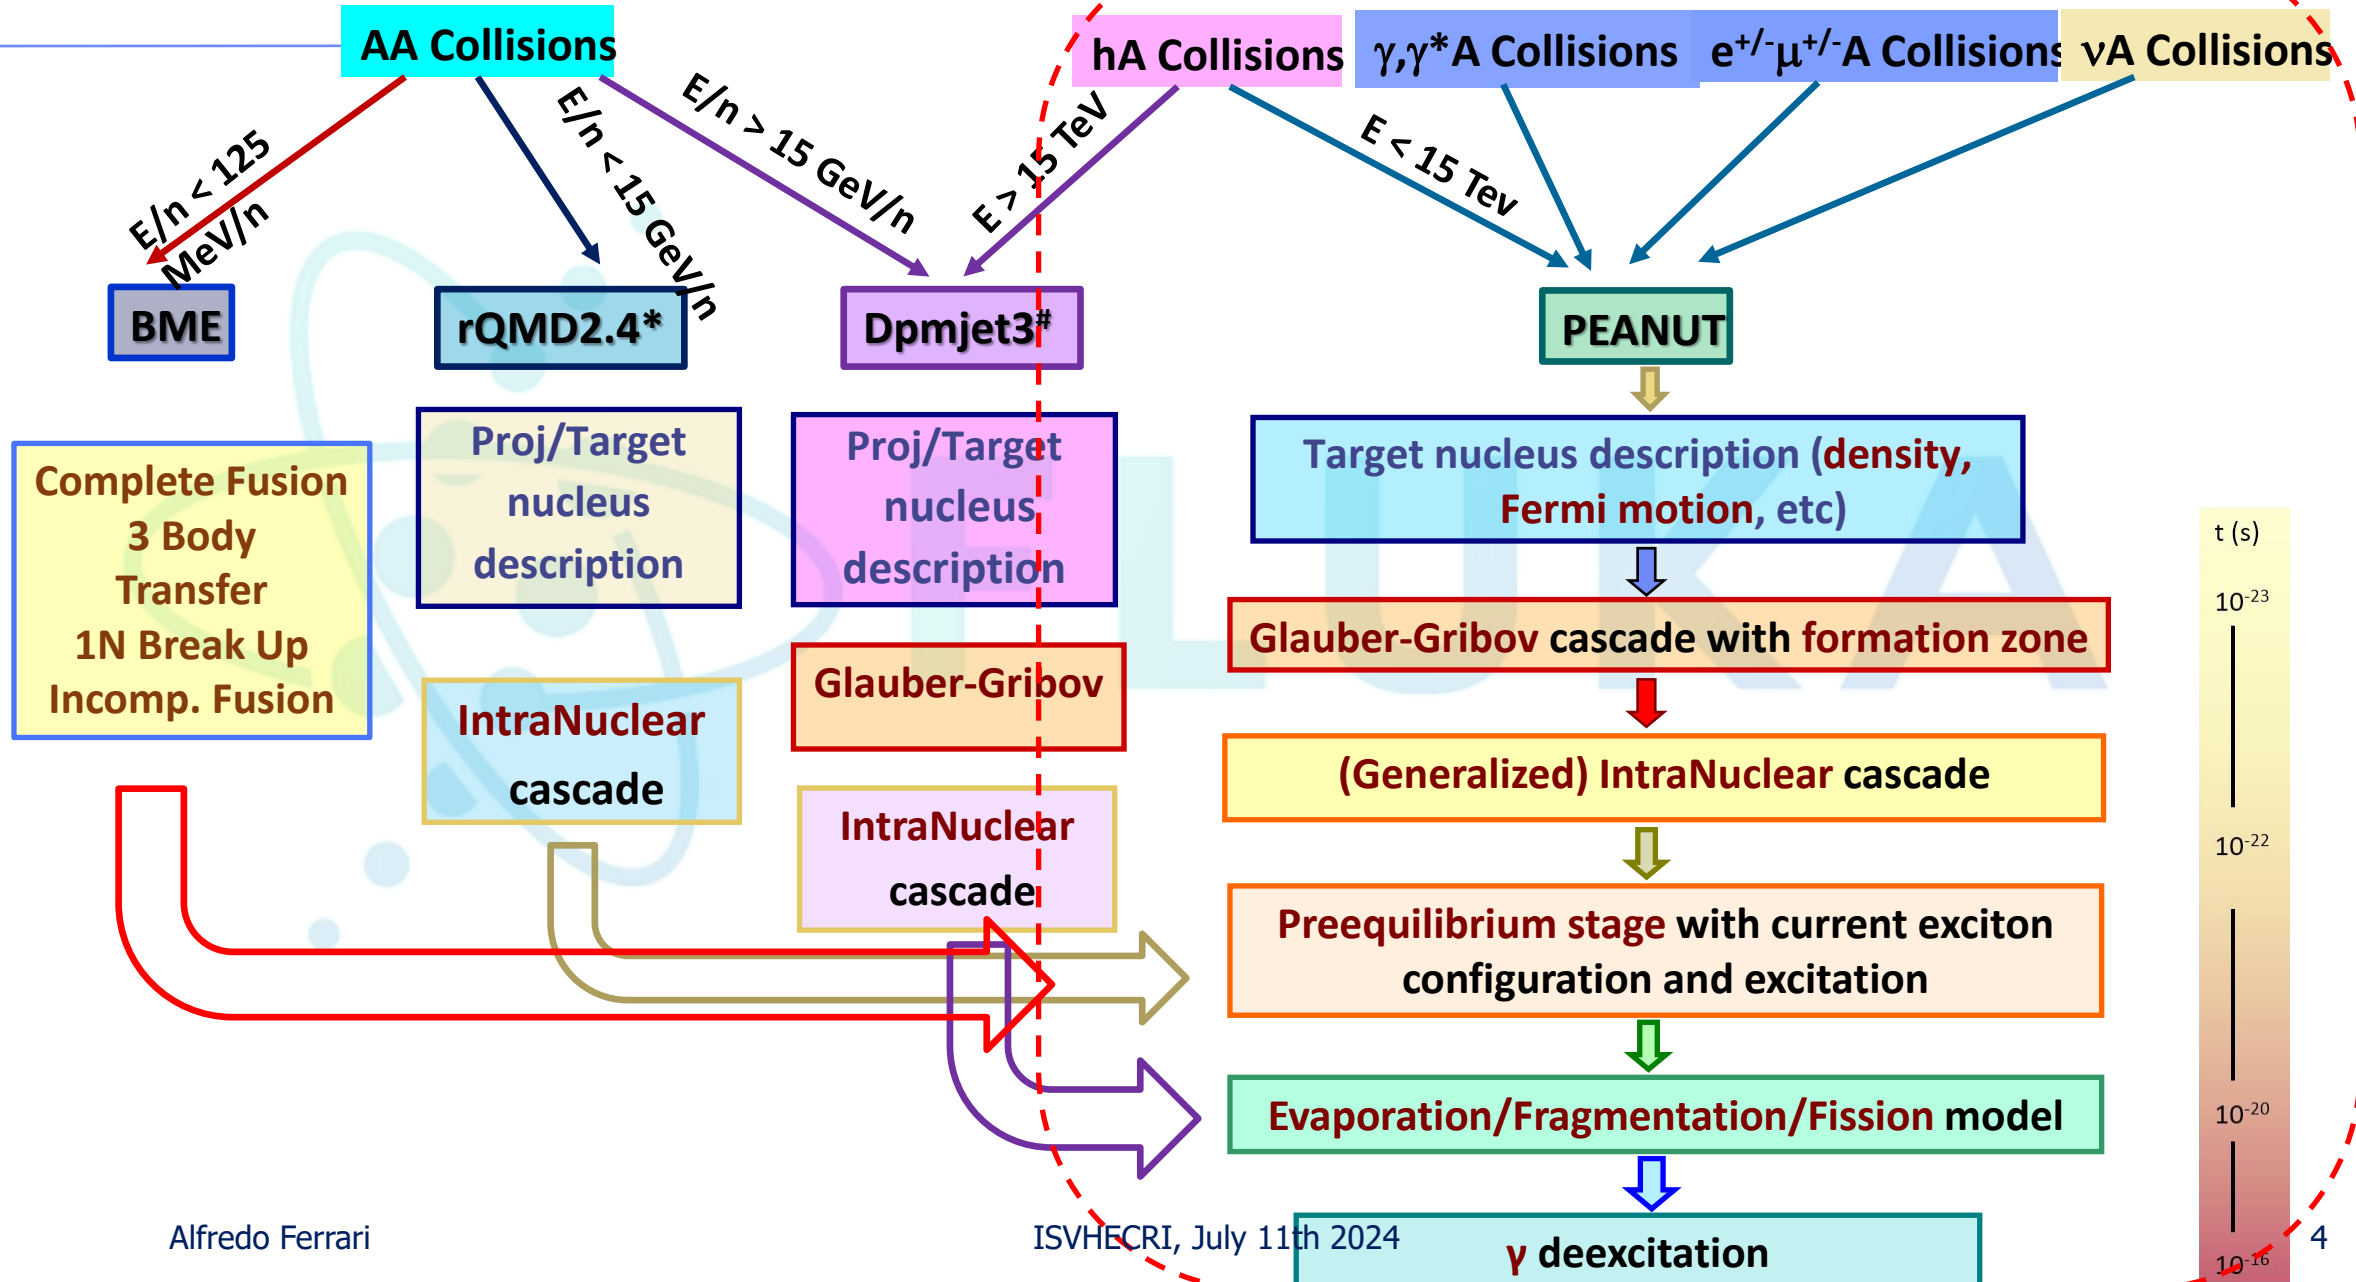 AA Collisions
hA Collisions
γ,γ*A Collisions
e+/-μ+/-A Collisions
νA Collisions
E/n < 125
MeV/n
E/n < 15 GeV/n
E/n > 15 GeV/n
E > 15 TeV
E < 15 Tev
BME
rQMD2.4*
Dpmjet3#
PEANUT
Complete Fusion
3 Body
Transfer
1N Break Up
Incomp. Fusion
Proj/Target
nucleus
description
IntraNuclear
cascade
Proj/Target
nucleus
description
Glauber-Gribov
IntraNuclear
cascade
Target nucleus description (density,
Fermi motion, etc)
Glauber-Gribov cascade with formation zone
(Generalized) IntraNuclear cascade
Preequilibrium stage with current exciton
configuration and excitation
Evaporation/Fragmentation/Fission model
γ deexcitation
t (s)
10-23
10-22
10-20
10-16
FLUKA
Alfredo Ferrari
ISVHECRI, July 11th 2024
4